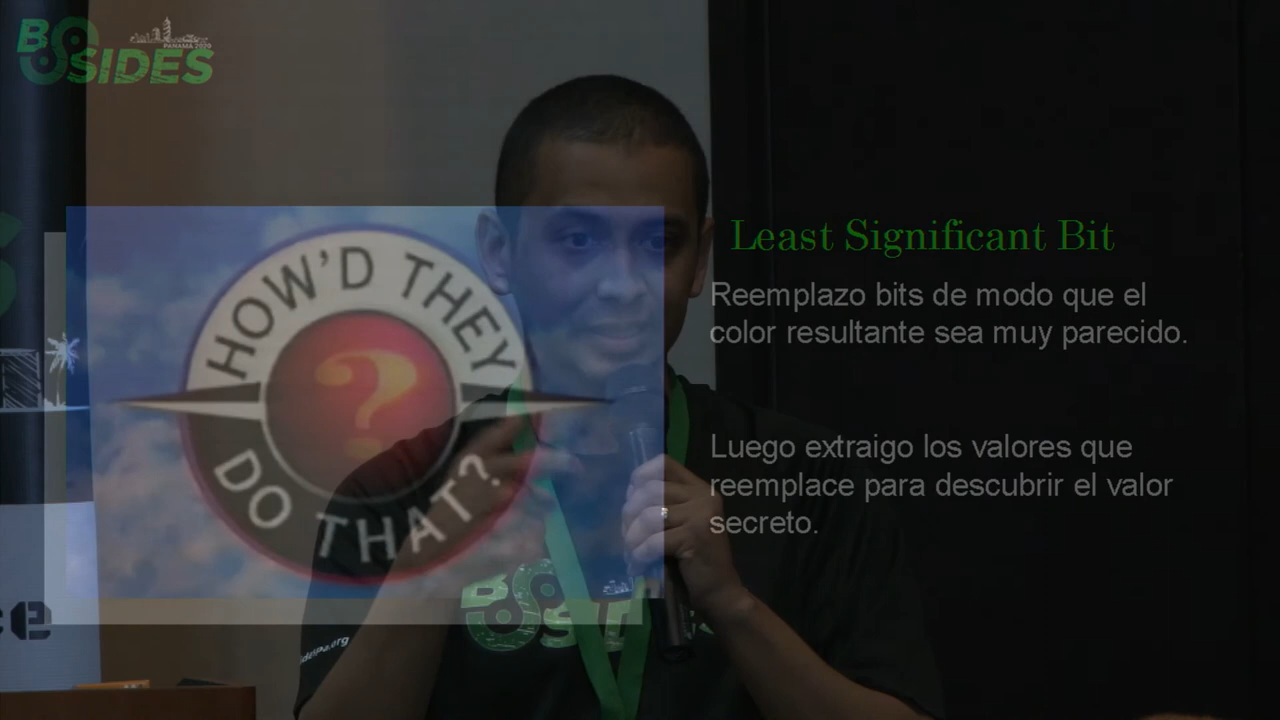 BSIDES
PANAMÁ 2020
HOW'D THEY
DO THAT?
?
Least Significant Bit
Reemplazo bits de modo que el
color resultante sea muy parecido.
Luego extraigo los valores que
reemplace para descubrir el valor
secreto.